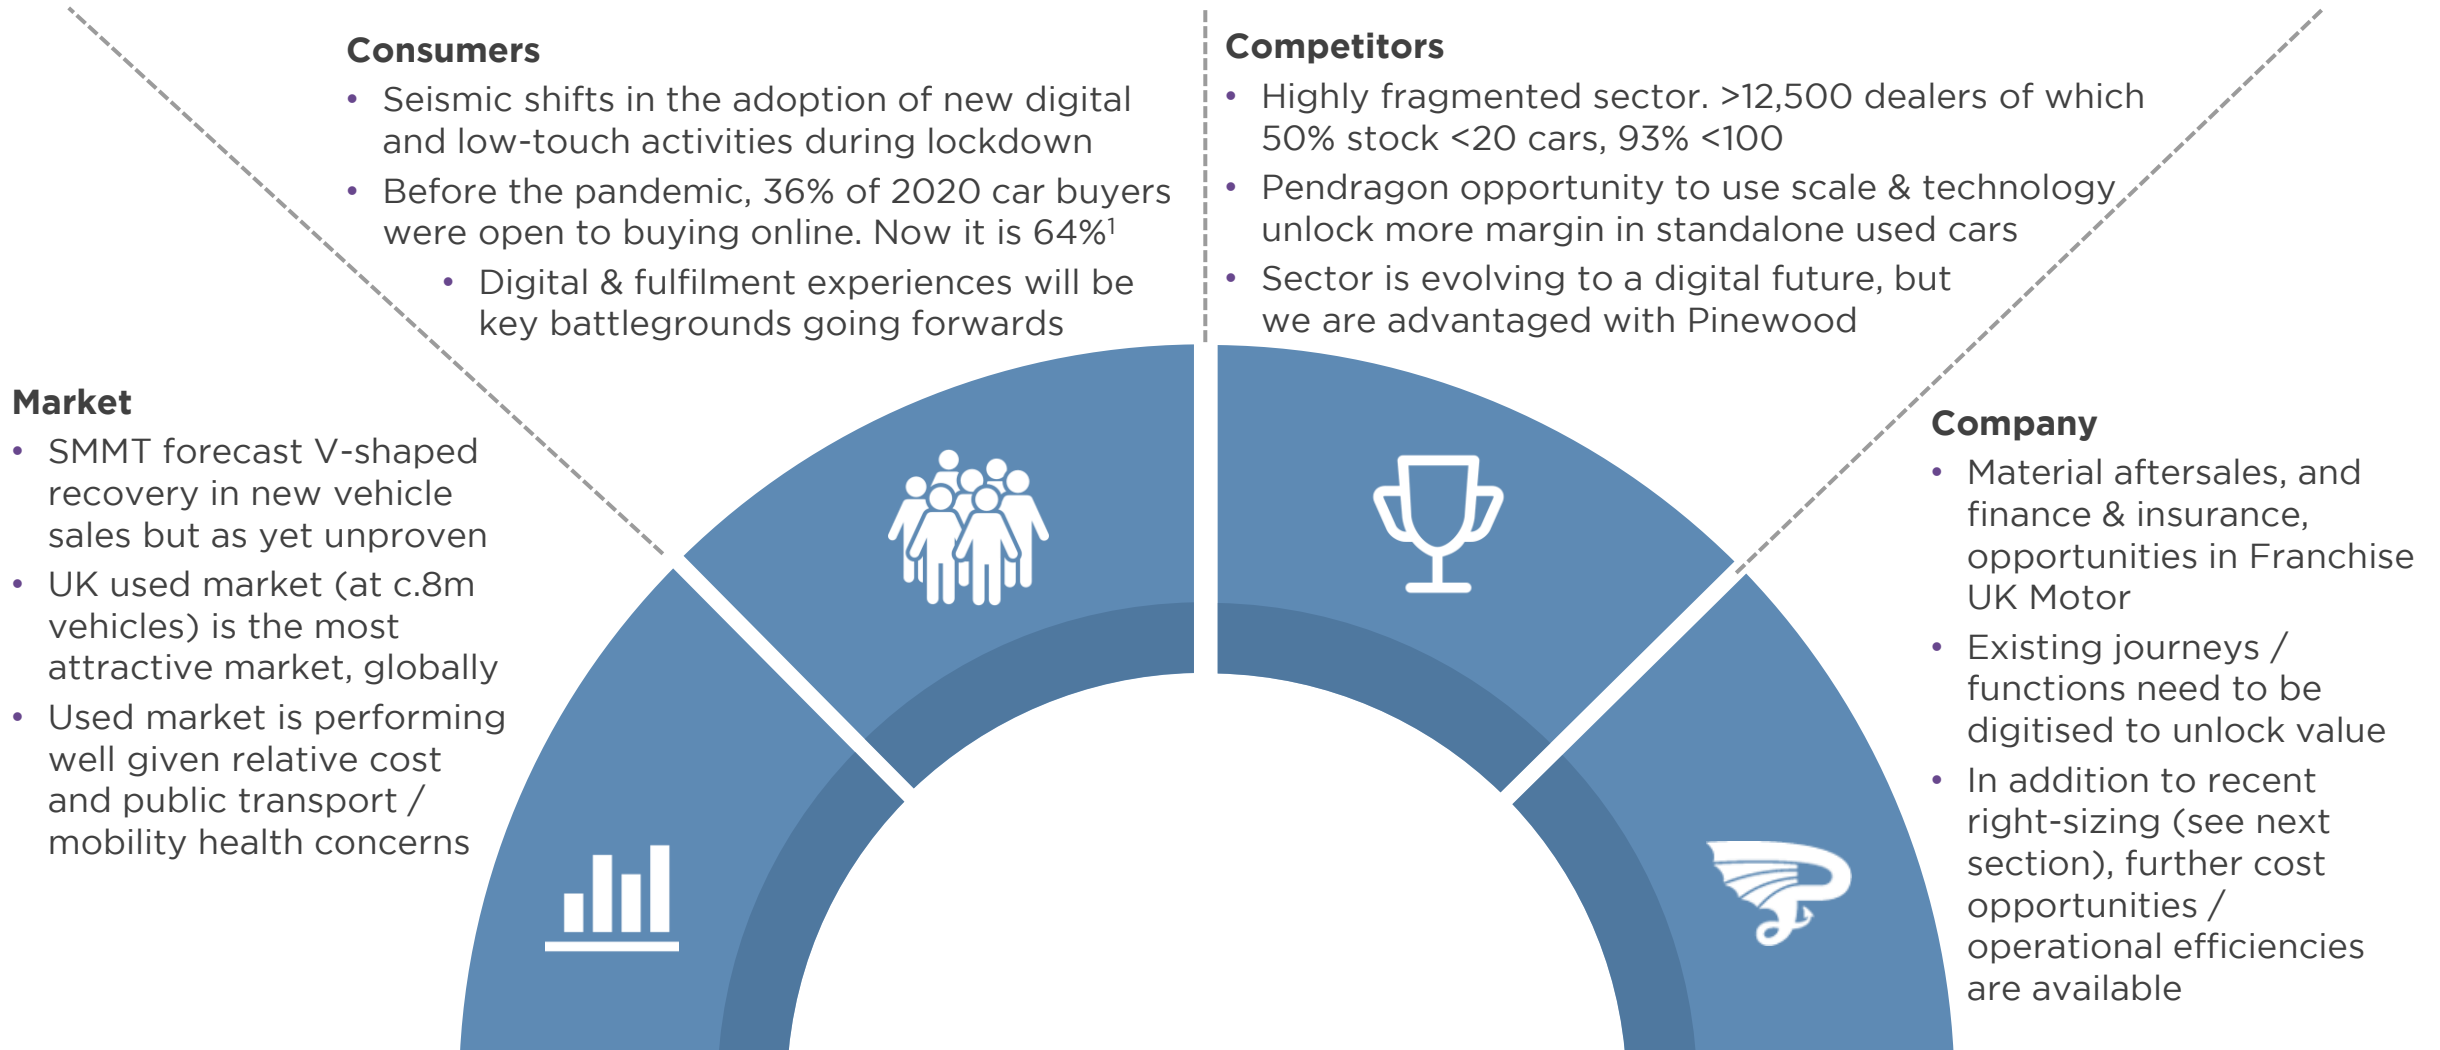 Consumers
• Seismic shifts in the adoption of new digital
and low-touch activities during lockdown
• Before the pandemic, 36% of 2020 car buyers
were open to buying online. Now it is 64%¹
• Digital & fulfilment experiences will be
key battlegrounds going forwards
Competitors
• Highly fragmented sector. >12,500 dealers of which
50% stock <20 cars, 93% <100
• Pendragon opportunity to use scale & technology
unlock more margin in standalone used cars
• Sector is evolving to a digital future, but
we are advantaged with Pinewood
Market
• SMMT forecast V-shaped
recovery in new vehicle
sales but as yet unproven
• UK used market (at c.8m
vehicles) is the most
attractive market, globally
• Used market is performing
well given relative cost
and public transport /
mobility health concerns
Company
• Material aftersales, and
finance & insurance,
opportunities in Franchise
UK Motor
• Existing journeys /
functions need to be
digitised to unlock value
• In addition to recent
right-sizing (see next
section), further cost
opportunities /
operational efficiencies
are available